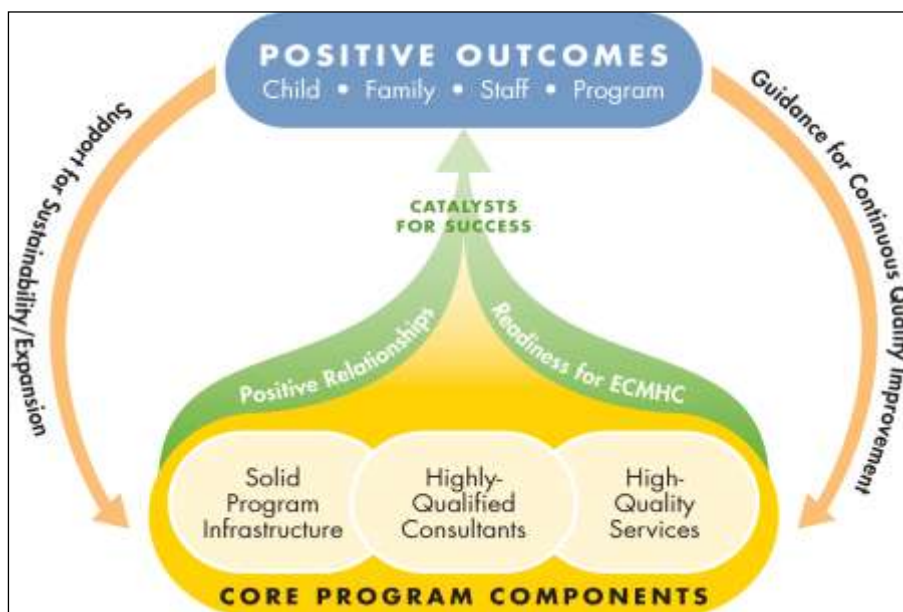 POSITIVE OUTCOMES
Child • Family • Staff • Program
Support for Sustainability/Expansion
Guidance for Continuous Quality Improvement
CATALYSTS
FOR SUCCESS
Positive Relationships
Readiness for ECMHC
Solid
Program
Infrastructure
Highly-
Qualified
Consultants
High-
Quality
Services
CORE PROGRAM COMPONENTS